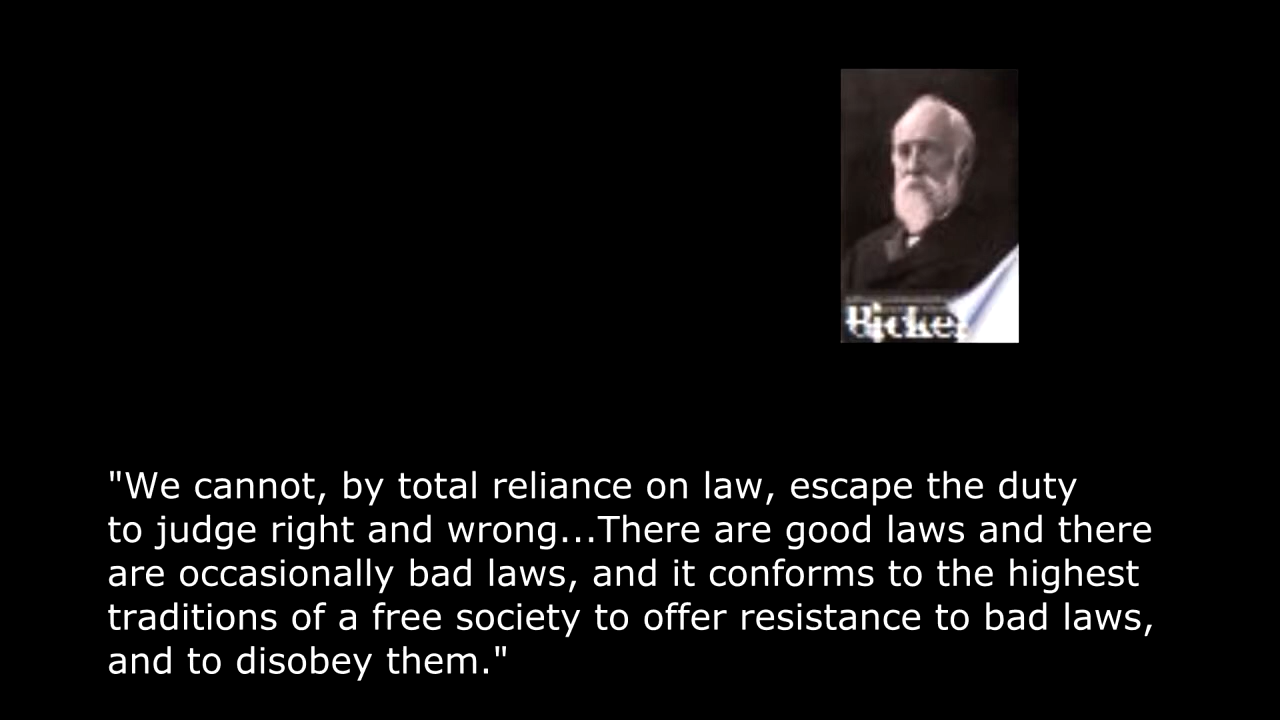 "We cannot, by total reliance on law, escape the duty
to judge right and wrong...There are good laws and there
are occasionally bad laws, and it conforms to the highest
traditions of a free society to offer resistance to bad laws,
and to disobey them."